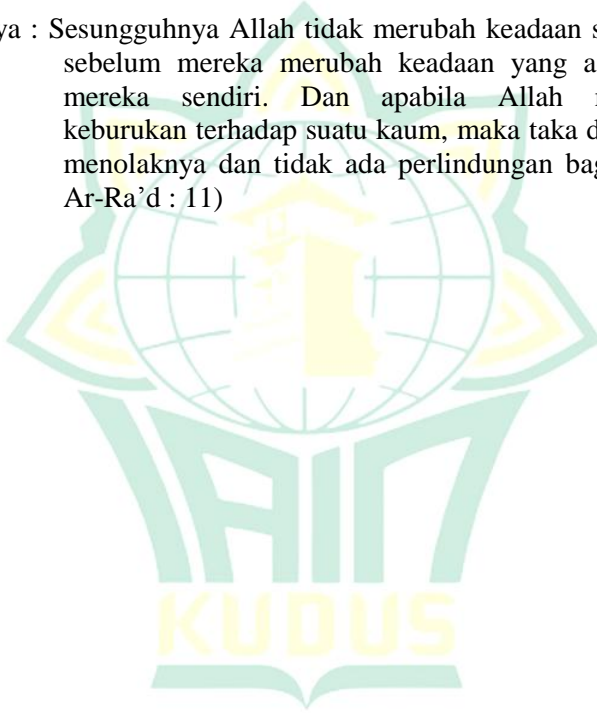 ya : Sesungguhnya Allah tidak merubah keadaan s
sebelum mereka merubah keadaan yang a
mereka sendiri. Dan apabila Allah
keburukan terhadap suatu kaum, maka taka d
menolaknya dan tidak ada perlindungan bag
Ar-Ra’d : 11)
IAIN
KUDUS